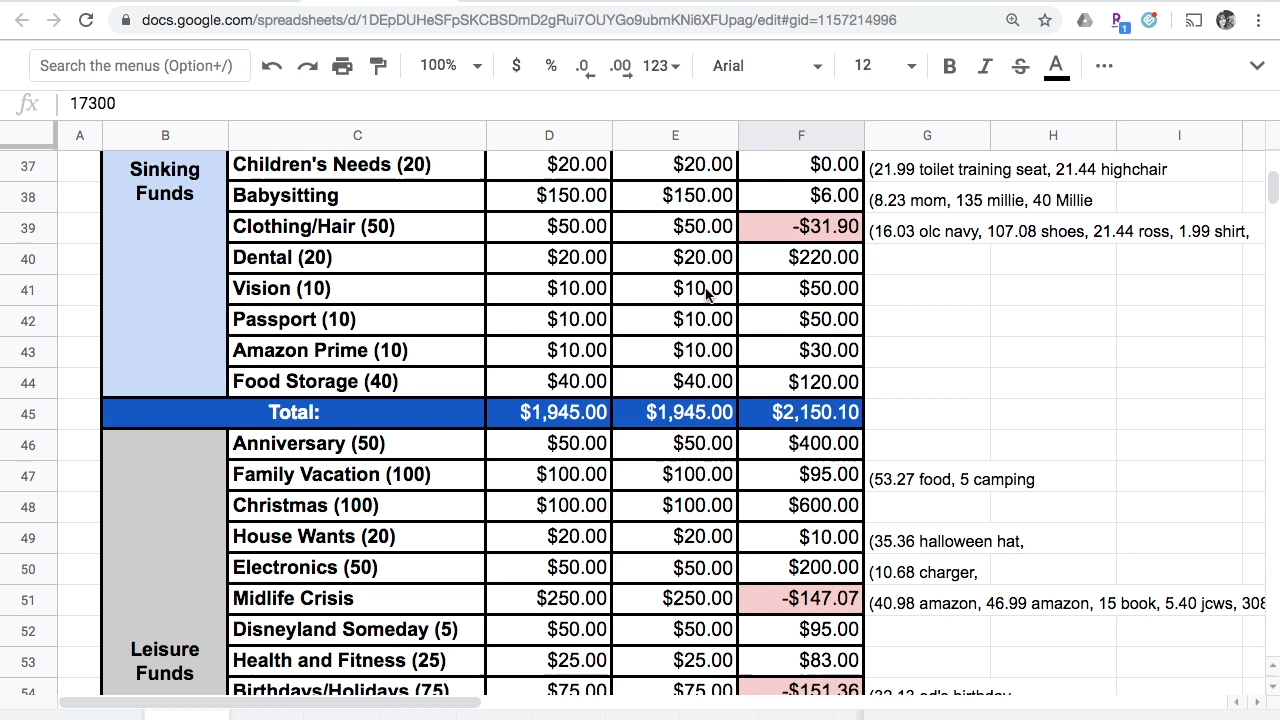 docs.google.com/spreadsheets/d/1DEpDUHeSFpSKCBSDmD2gRui7OUYGo9ubmKNi6XFUpag/edit#gid=1157214996
Search the menus (Option+/) 100% $ % .0 .00 123 Arial 12 B I S A
fx 17300
A B C D E F G H I
37 Sinking Children's Needs (20) $20.00 $20.00 $0.00 (21.99 toilet training seat, 21.44 highchair
38 Funds Babysitting $150.00 $150.00 $6.00 (8.23 mom, 135 millie, 40 Millie
39 Clothing/Hair (50) $50.00 $50.00 -$31.90 (16.03 olc navy, 107.08 shoes, 21.44 ross, 1.99 shirt,
40 Dental (20) $20.00 $20.00 $220.00
41 Vision (10) $10.00 $10.00 $50.00
42 Passport (10) $10.00 $10.00 $50.00
43 Amazon Prime (10) $10.00 $10.00 $30.00
44 Food Storage (40) $40.00 $40.00 $120.00
45 Total: $1,945.00 $1,945.00 $2,150.10
46 Anniversary (50) $50.00 $50.00 $400.00
47 Family Vacation (100) $100.00 $100.00 $95.00 (53.27 food, 5 camping
48 Christmas (100) $100.00 $100.00 $600.00
49 House Wants (20) $20.00 $20.00 $10.00 (35.36 halloween hat,
50 Electronics (50) $50.00 $50.00 $200.00 (10.68 charger,
51 Midlife Crisis $250.00 $250.00 -$147.07 (40.98 amazon, 46.99 amazon, 15 book, 5.40 jcws, 308
52 Disneyland Someday (5) $50.00 $50.00 $95.00
53 Leisure Funds Health and Fitness (25) $25.00 $25.00 $83.00
54 Birthdays/Holidays (75) $75.00 $75.00 -$151.36